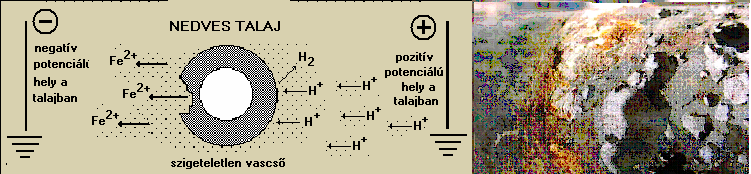 −
NEDVES TALAJ
+
negatív
potenciálú
hely a
talajban
Fe2+
Fe2+
Fe2+
H2
H+
H+
H+
H+
H+
H+
pozitív
potenciálú
hely a
talajban
szigeteletlen vascső